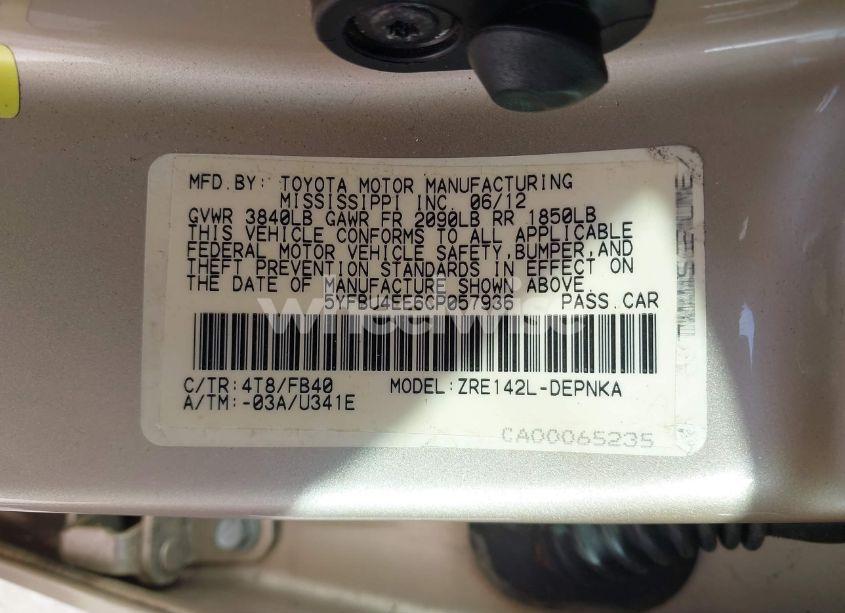 MFD. BY: TOYOTA MOTOR MANUFACTURING
MISSISSIPPI INC. 06/12
GVWR 3840LB GAWR FR 2090LB RR 1850LB
THIS VEHICLE CONFORMS TO ALL APPLICABLE
FEDERAL MOTOR VEHICLE SAFETY, BUMPER, AND
THEFT PREVENTION STANDARDS IN EFFECT ON
THE DATE OF MANUFACTURE SHOWN ABOVE.
5YFBU4EE6CP057936 PASS. CAR
wheelwise
C/TR: 4T8/FB40 MODEL: ZRE142L-DEPNKA
A/TM: -03A/U341E
CA00065235